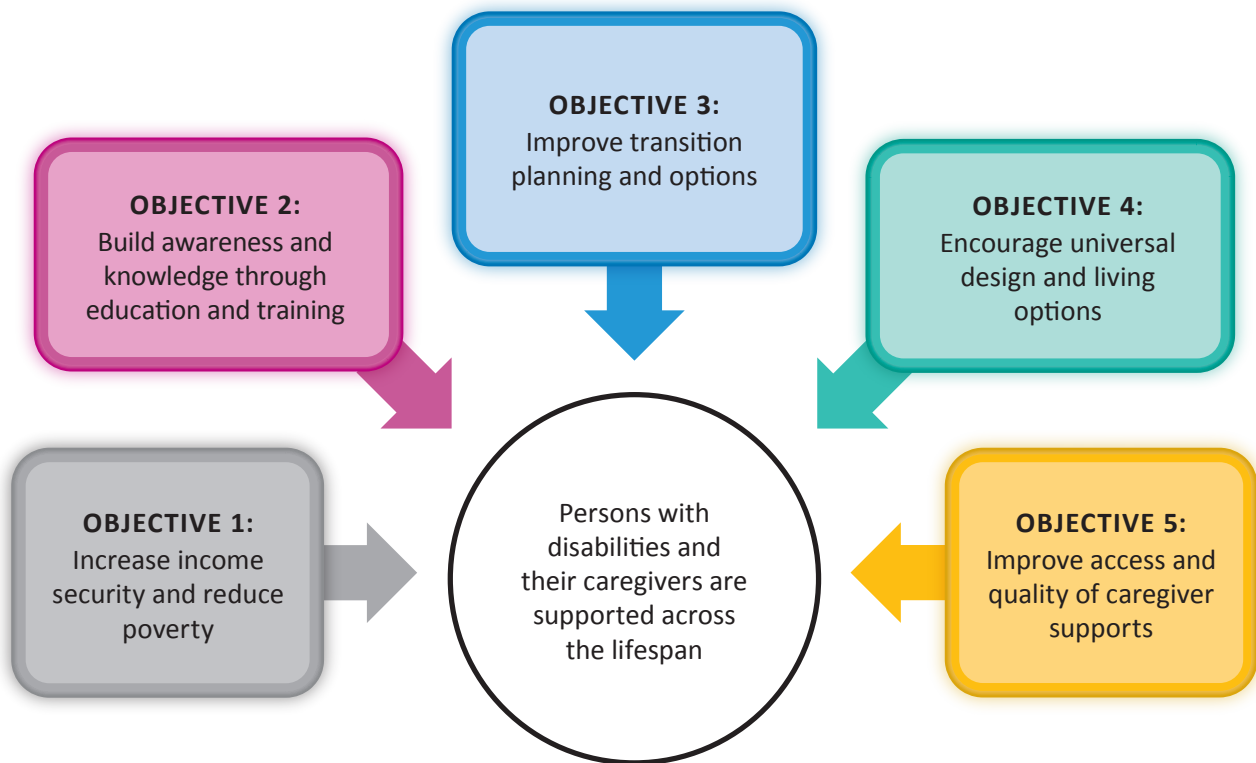 OBJECTIVE 1:
Increase income
security and reduce
poverty
OBJECTIVE 2:
Build awareness and
knowledge through
education and training
OBJECTIVE 3:
Improve transition
planning and options
OBJECTIVE 4:
Encourage universal
design and living
options
OBJECTIVE 5:
Improve access and
quality of caregiver
supports
Persons with
disabilities and
their caregivers are
supported across
the lifespan